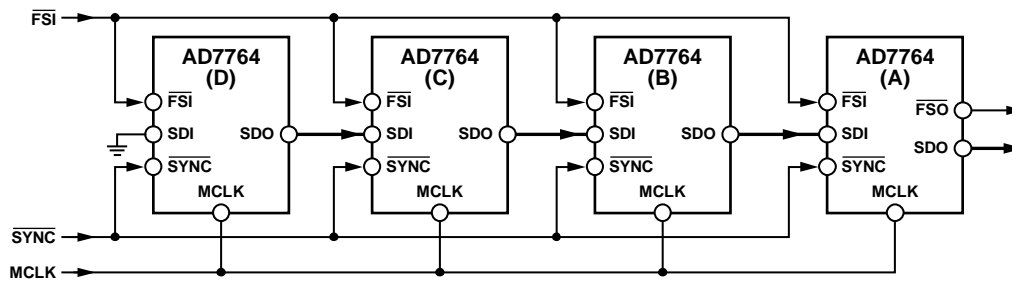 FSI
AD7764
(D)
FSI
SDI
SYNC
SDO
MCLK
AD7764
(C)
FSI
SDI
SYNC
SDO
MCLK
AD7764
(B)
FSI
SDI
SYNC
SDO
MCLK
AD7764
(A)
FSI
SDI
SYNC
FSO
SDO
MCLK
SYNC
MCLK